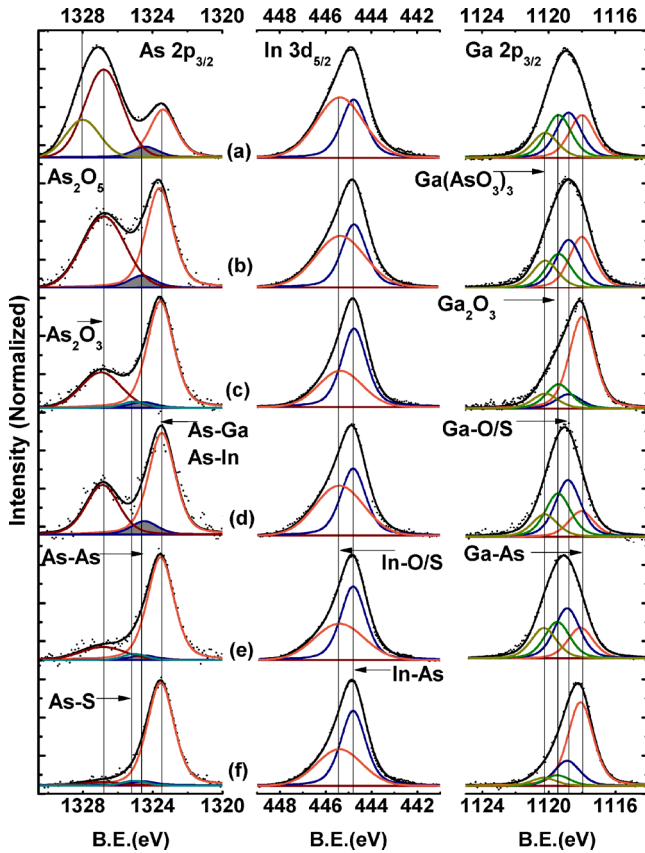 1328 1324 1320 448 446 444 442 1124 1120 1116
As 2p3/2 In 3d5/2 Ga 2p3/2
(a)
As2O5 Ga(AsO3)3
(b)
As2O3 Ga2O3
(c)
As-Ga Ga-O/S
As-In
(d)
As-As In-O/S Ga-As
(e)
As-S In-As
(f)
1328 1324 1320 448 446 444 442 1124 1120 1116
B.E.(eV) B.E.(eV) B.E.(eV)
Intensity (Normalized)